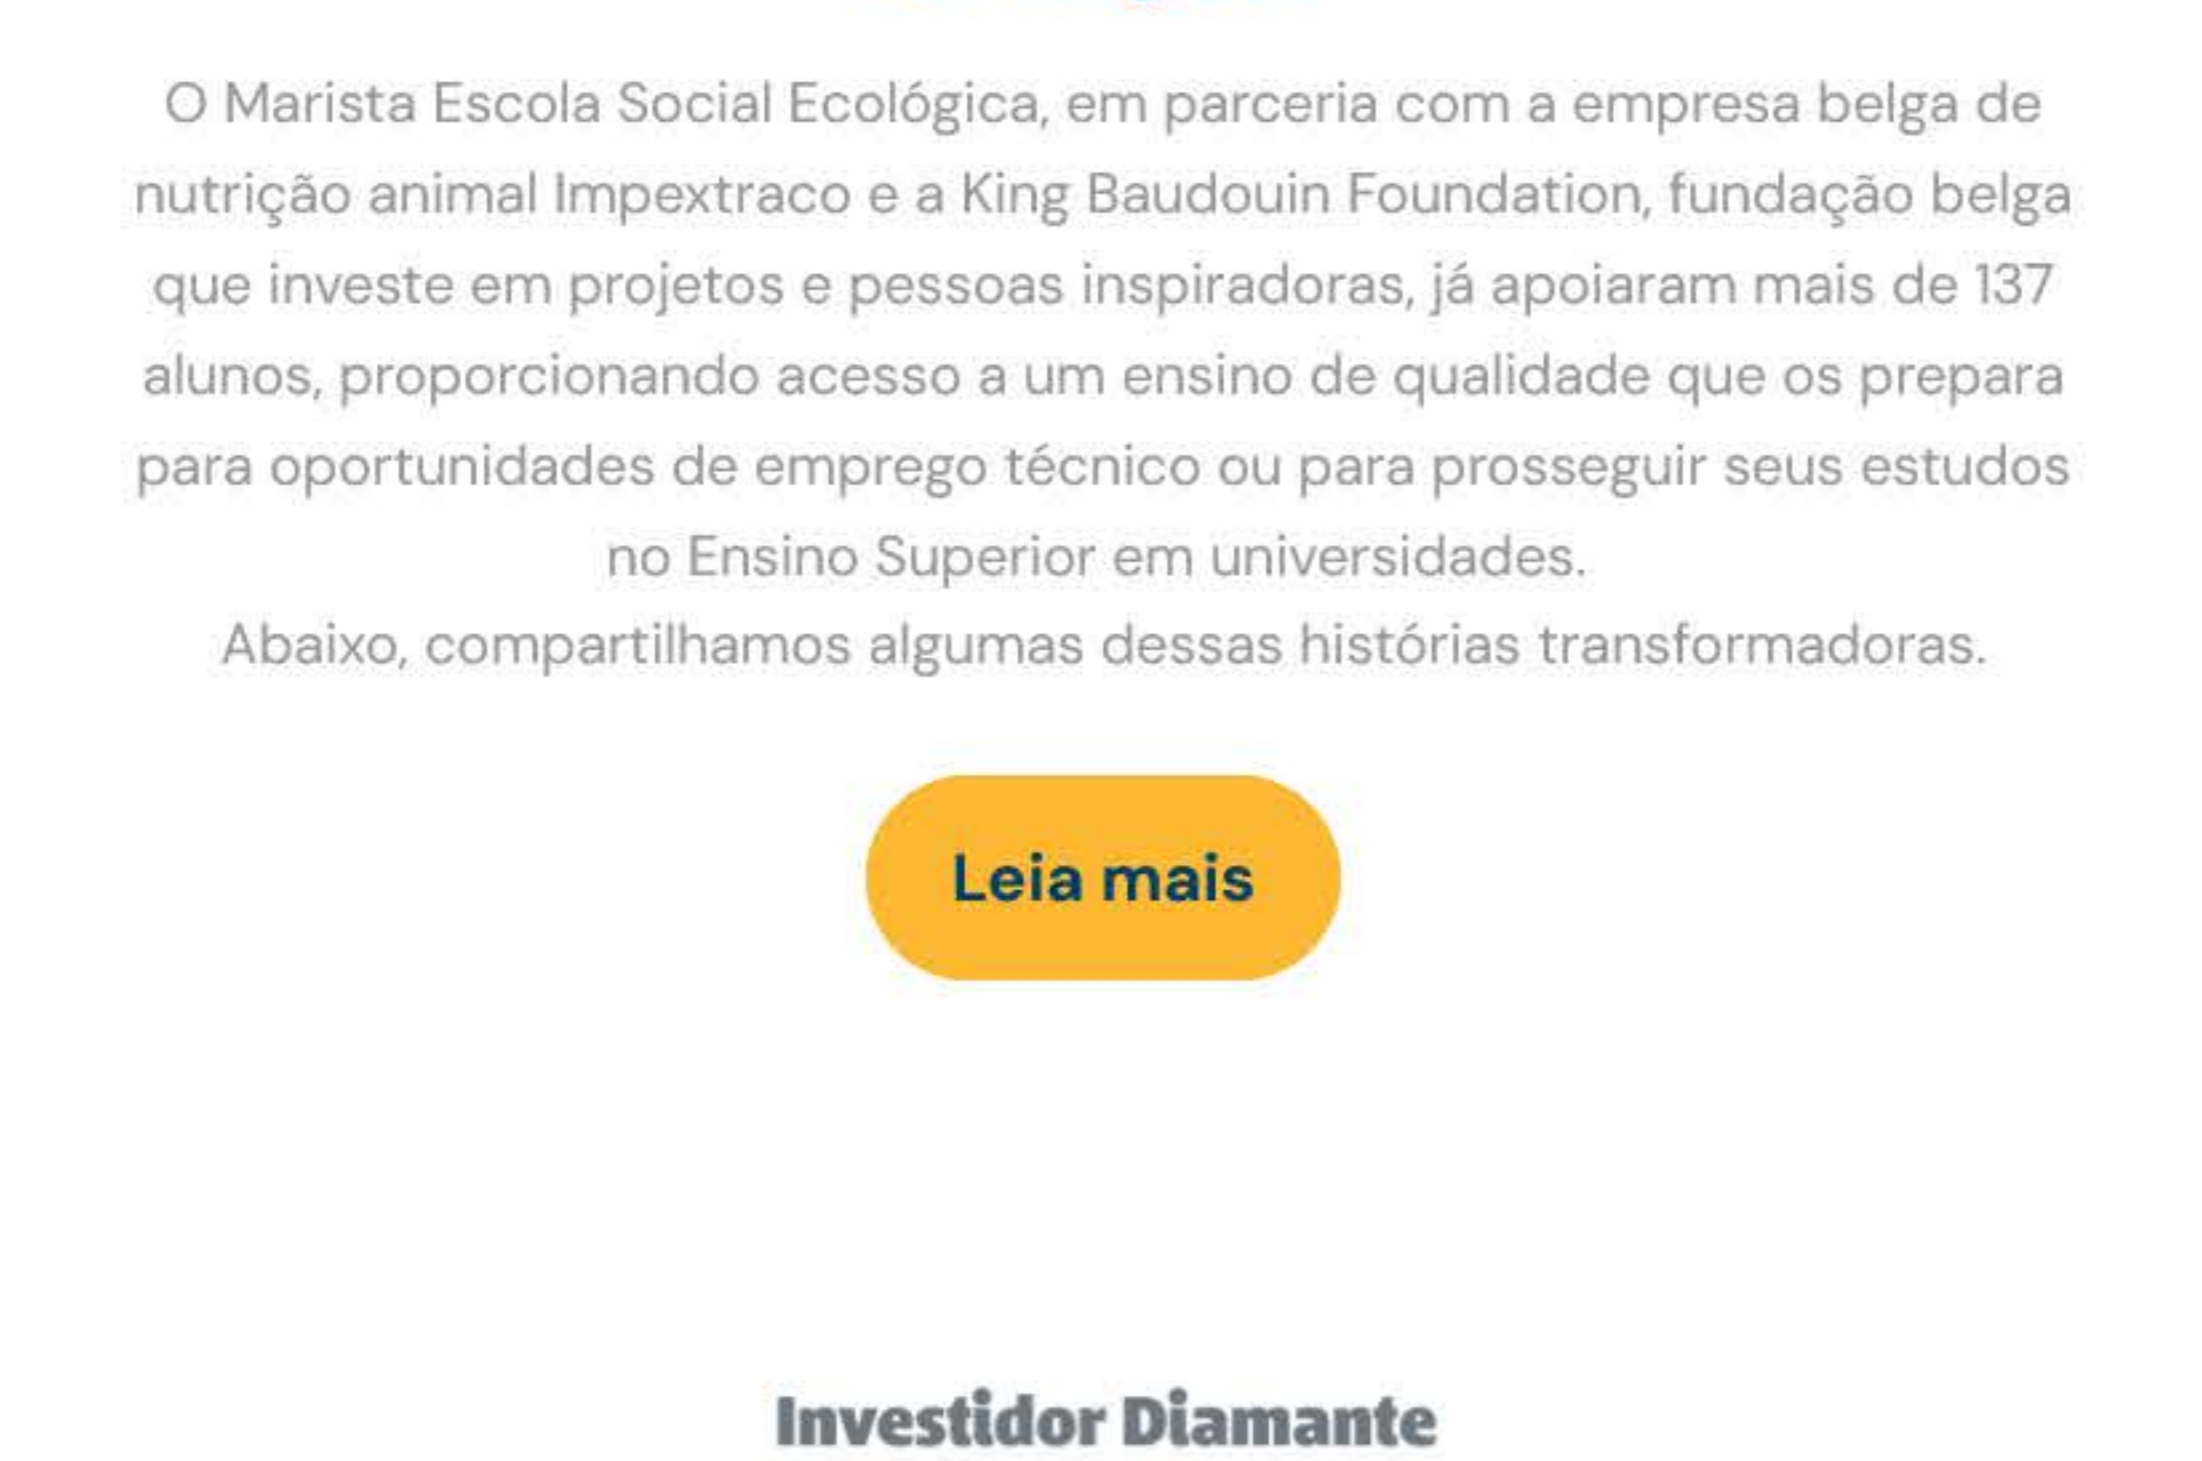 O Marista Escola Social Ecológica, em parceria com a empresa belga de
nutrição animal Impextraco e a King Baudouin Foundation, fundação belga
que investe em projetos e pessoas inspiradoras, já apoiaram mais de 137
alunos, proporcionando acesso a um ensino de qualidade que os prepara
para oportunidades de emprego técnico ou para prosseguir seus estudos
no Ensino Superior em universidades.
Abaixo, compartilhamos algumas dessas histórias transformadoras.
Leia mais
Investidor Diamante